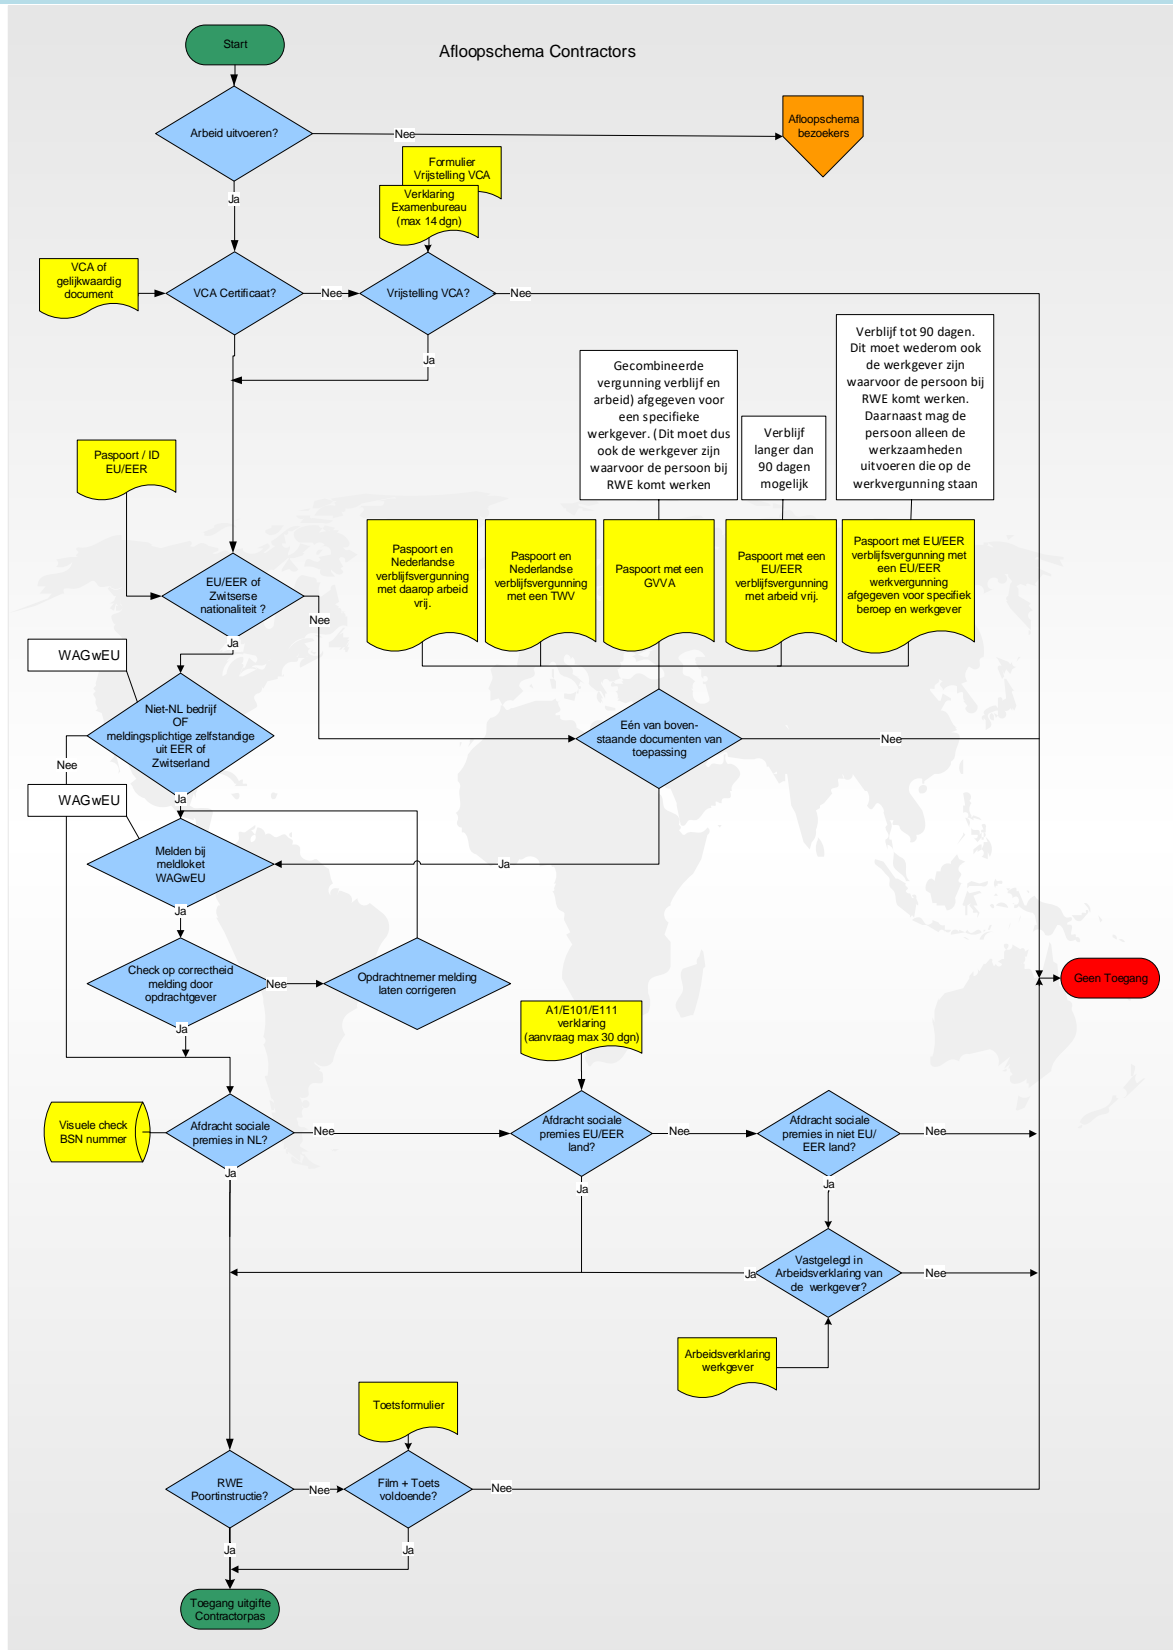 Start
Afloopschema Contractors
Arbeid uitvoeren?
Nee
Afloopschema
bezoekers
Ja
Formulier
Vrijstelling VCA
Verklaring
Examenbureau
(max 14 dgn)
VCA of
gelijkwaardig
document
VCA Certificaat?
Nee
Vrijstelling VCA?
Nee
Ja
Gecombineerde
vergunning verblijf en
arbeid) afgegeven voor
een specifieke
werkgever. (Dit moet dus
ook de werkgever zijn
waarvoor de persoon bij
RWE komt werken
Verblijf
langer dan
90 dagen
mogelijk
Verblijf tot 90 dagen.
Dit moet wederom ook
de werkgever zijn
waarvoor de persoon bij
RWE komt werken.
Daarnaast mag de
persoon alleen de
werkzaamheden
uitvoeren die op de
werkvergunning staan
Paspoort / ID
EU/EER
Paspoort en
Nederlandse
verblijfsvergunning
met daarop arbeid
vrij.
Paspoort en
Nederlandse
verblijfsvergunning
met een TWV
Paspoort met een
GVVA
Paspoort met een
EU/EER
verblijfsvergunning
met arbeid vrij.
Paspoort met EU/EER
verblijfsvergunning met
een EU/EER
werkvergunning
afgegeven voor specifiek
beroep en werkgever
EU/EER of
Zwitserse
nationaliteit ?
Nee
Ja
WAGwEU
Niet-NL bedrijf
OF
meldingsplichtige zelfstandige
uit EER of
Zwitserland
Eén van boven-
staande documenten van
toepassing
Nee
Nee
Ja
WAGwEU
Melden bij
meldloket
WAGwEU
Ja
Ja
Check op correctheid
melding door
opdrachtgever
Nee
Opdrachtnemer melding
laten corrigeren
Geen Toegang
Ja
A1/E101/E111
verklaring
(aanvraag max 30 dgn)
Visuele check
BSN nummer
Afdracht sociale
premies in NL?
Nee
Afdracht sociale
premies EU/EER
land?
Nee
Afdracht sociale
premies in niet EU/
EER land?
Nee
Ja
Ja
Ja
Vastgelegd in
Arbeidsverklaring van
de werkgever?
Ja
Nee
Arbeidsverklaring
werkgever
Toetsformulier
RWE
Poortinstructie?
Nee
Film + Toets
voldoende?
Nee
Ja
Ja
Toegang uitgifte
Contractorpas